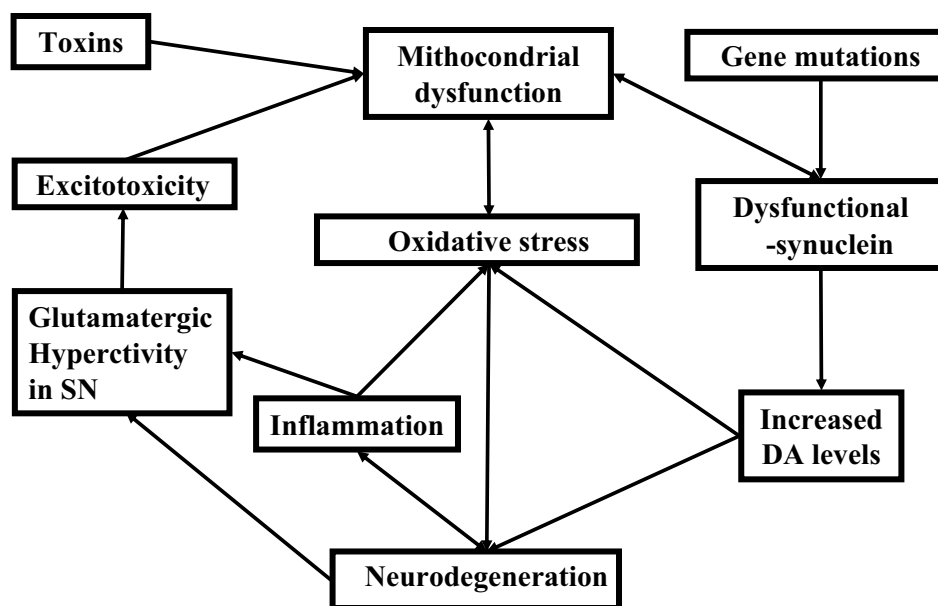 Toxins
Mithocondrial
dysfunction
Gene mutations
Excitotoxicity
Dysfunctional
-synuclein
Oxidative stress
Glutamatergic
Hyperctivity
in SN
Inflammation
Increased
DA levels
Neurodegeneration